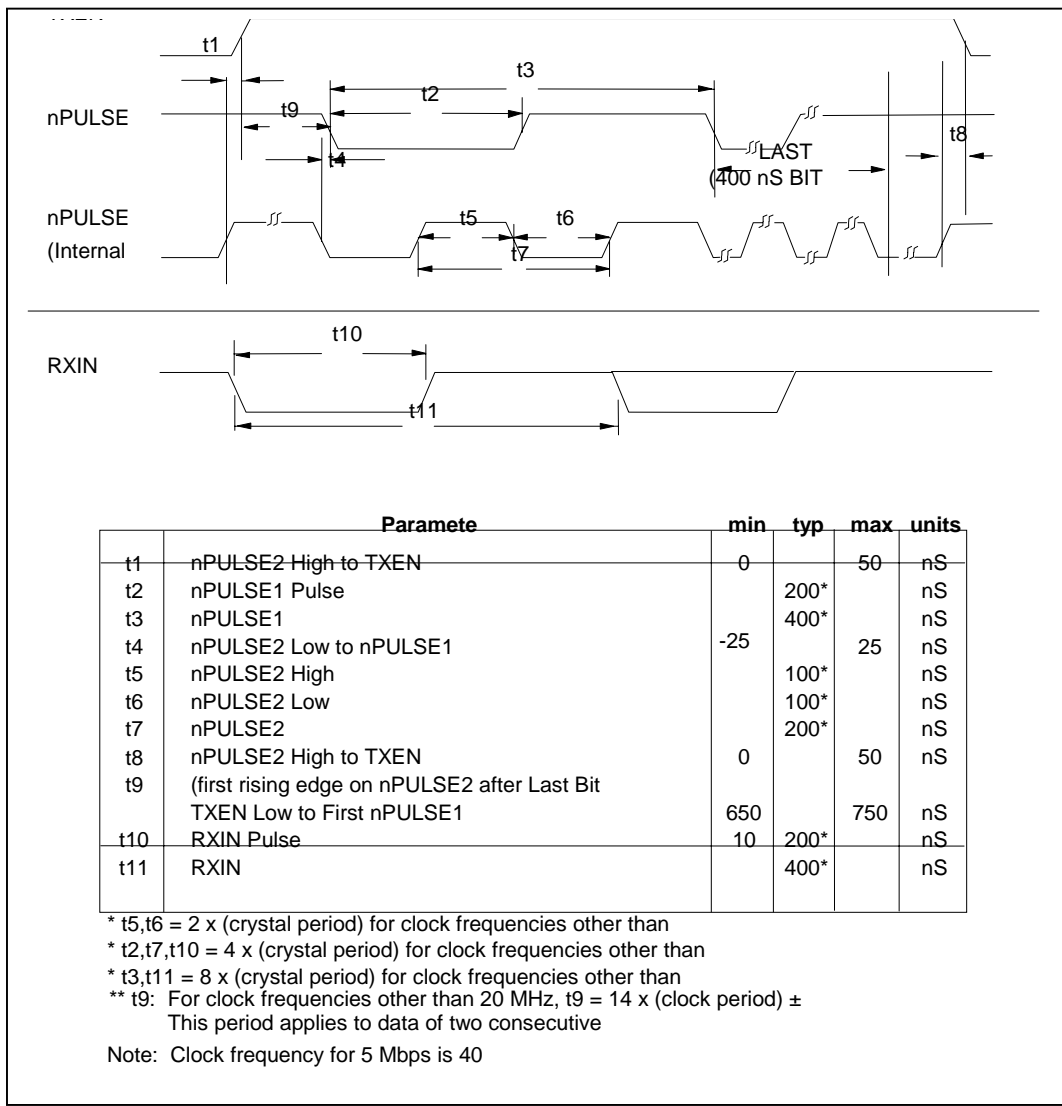 t1
t3
t2
nPULSE
t9
t4
LAST
(400 nS BIT
t8
nPULSE
(Internal
t5
t6
t7
t10
RXIN
t11
Paramete min typ max units
t1 nPULSE2 High to TXEN 0 50 nS
t2 nPULSE1 Pulse 200* nS
t3 nPULSE1 400* nS
t4 nPULSE2 Low to nPULSE1 -25 25 nS
t5 nPULSE2 High 100* nS
t6 nPULSE2 Low 100* nS
t7 nPULSE2 200* nS
t8 nPULSE2 High to TXEN 0 50 nS
t9 (first rising edge on nPULSE2 after Last Bit
TXEN Low to First nPULSE1 650 750 nS
t10 RXIN Pulse 10 200* nS
t11 RXIN 400* nS
* t5,t6 = 2 x (crystal period) for clock frequencies other than
* t2,t7,t10 = 4 x (crystal period) for clock frequencies other than
* t3,t11 = 8 x (crystal period) for clock frequencies other than
** t9: For clock frequencies other than 20 MHz, t9 = 14 x (clock period) ±
This period applies to data of two consecutive
Note: Clock frequency for 5 Mbps is 40